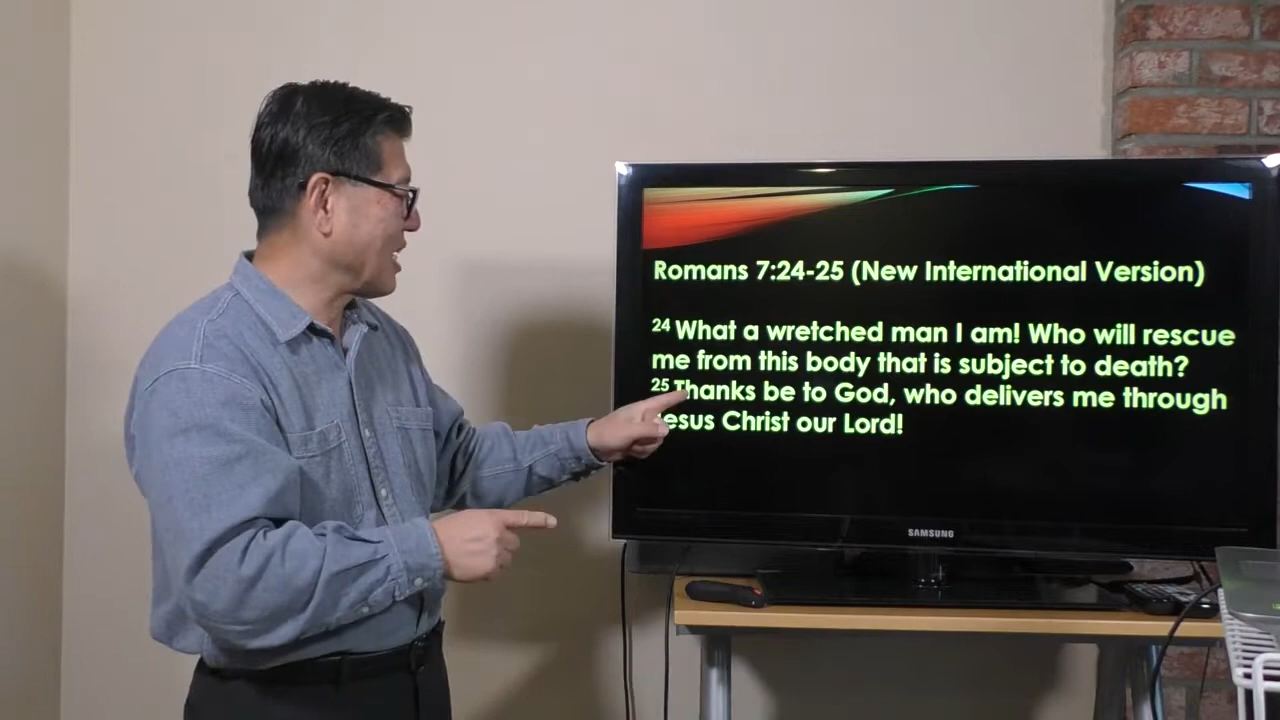 Romans 7:24-25 (New International Version)
24 What a wretched man I am! Who will rescue
me from this body that is subject to death?
25 Thanks be to God, who delivers me through
Jesus Christ our Lord!
SAMSUNG